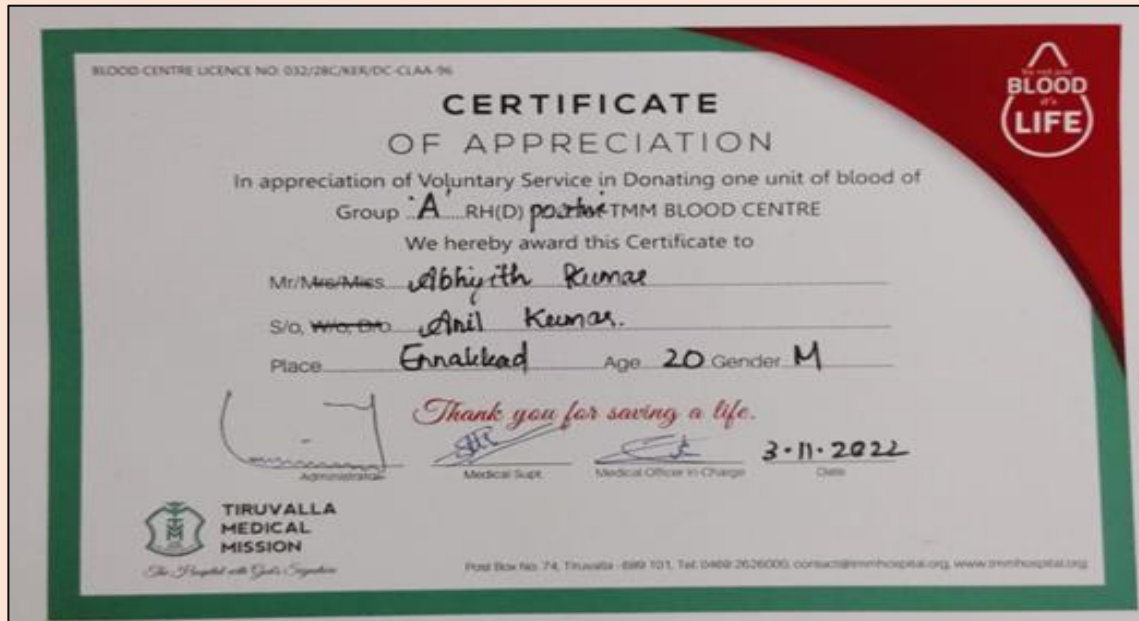 BLOOD CENTRE LICENCE NO: 032/28C/KER/DC-CLAA-96
BLOOD
it's
LIFE
CERTIFICATE
OF APPRECIATION
In appreciation of Voluntary Service in Donating one unit of blood of
Group "A" RH(D) positive TMM BLOOD CENTRE
We hereby award this Certificate to
Mr/Mrs/Miss Abhijith Kumar
S/o, W/o, D/o Anil Kumar.
Place Ennakkad Age 20 Gender M
Thank you for saving a life.
3-11-2022
Administrator Medical Supt. Medical Officer In-Charge Date
TIRUVALLA
MEDICAL
MISSION
The Hospital with God's Signature
Post Box No: 74, Tiruvalla - 689 101, Tel: 0469 2626000, contact@tmmhospital.org, www.tmmhospital.org